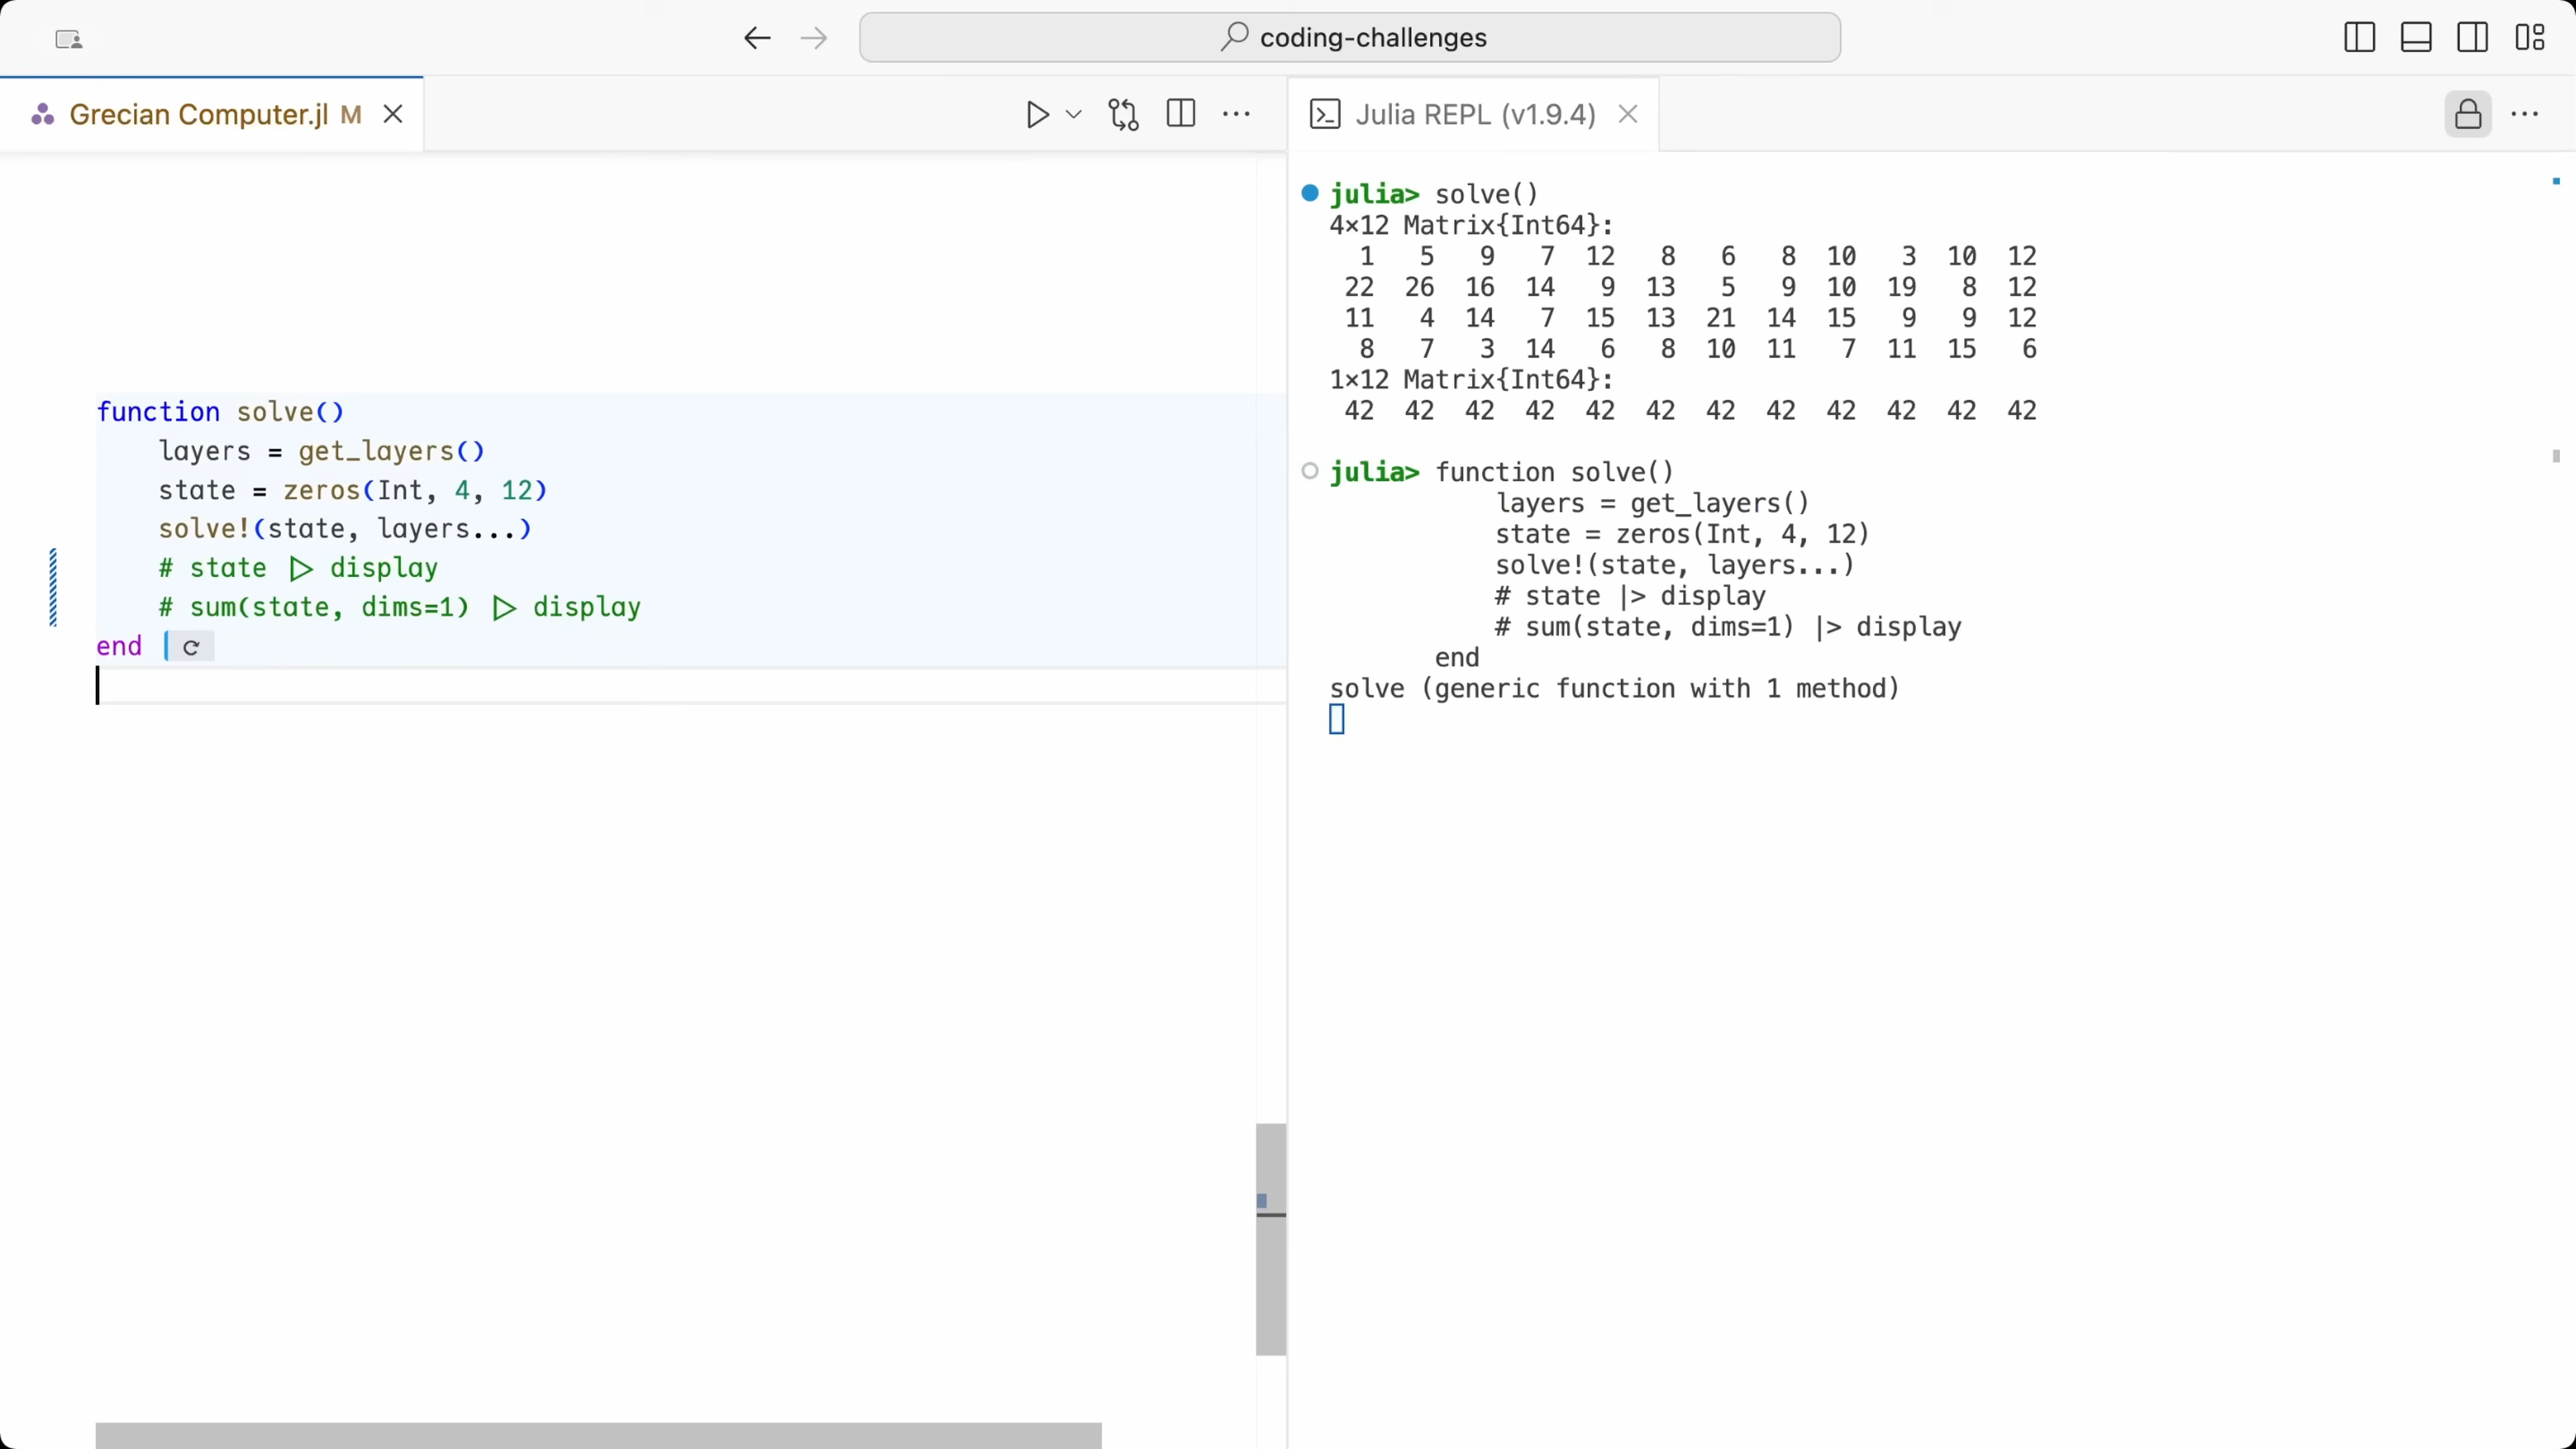 coding-challenges
Grecian Computer.jl M
function solve()
    layers = get_layers()
    state = zeros(Int, 4, 12)
    solve!(state, layers...)
    # state |> display
    # sum(state, dims=1) |> display
end
Julia REPL (v1.9.4)
julia> solve()
4×12 Matrix{Int64}:
  1   5   9   7  12   8   6   8  10   3  10  12
 22  26  16  14   9  13   5   9  10  19   8  12
 11   4  14   7  15  13  21  14  15   9   9  12
  8   7   3  14   6   8  10  11   7  11  15   6
1×12 Matrix{Int64}:
 42  42  42  42  42  42  42  42  42  42  42  42
julia> function solve()
           layers = get_layers()
           state = zeros(Int, 4, 12)
           solve!(state, layers...)
           # state |> display
           # sum(state, dims=1) |> display
       end
solve (generic function with 1 method)